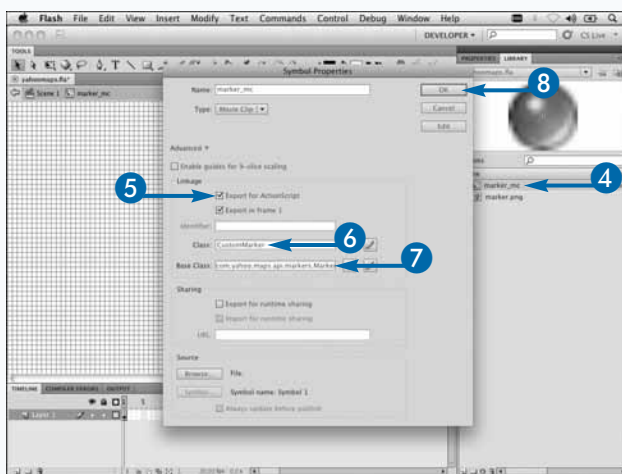 Flash File Edit View Insert Modify Text Commands Control Debug Window Help
DEVELOPER CS Live
TOOLS
PROPERTIES LIBRARY
Symbol Properties
yahoomaps.fla*
Scene 1 marker_mc
Name: marker_mc
OK
8
Type: Movie Clip
Cancel
Edit
Advanced
Enable guides for 9-slice scaling
Linkage
5
Export for ActionScript
marker_mc
4
Export in frame 1
marker.png
Identifier:
Class: CustomMarker
6
Base Class: com.yahoo.maps.api.markers.Marke
7
Sharing
Export for runtime sharing
Import for runtime sharing
URL:
Source
Browse... File:
Symbol... Symbol name: Symbol 1
Always update before publish
TIMELINE COMPILER ERRORS OUTPUT
1
Layer 1